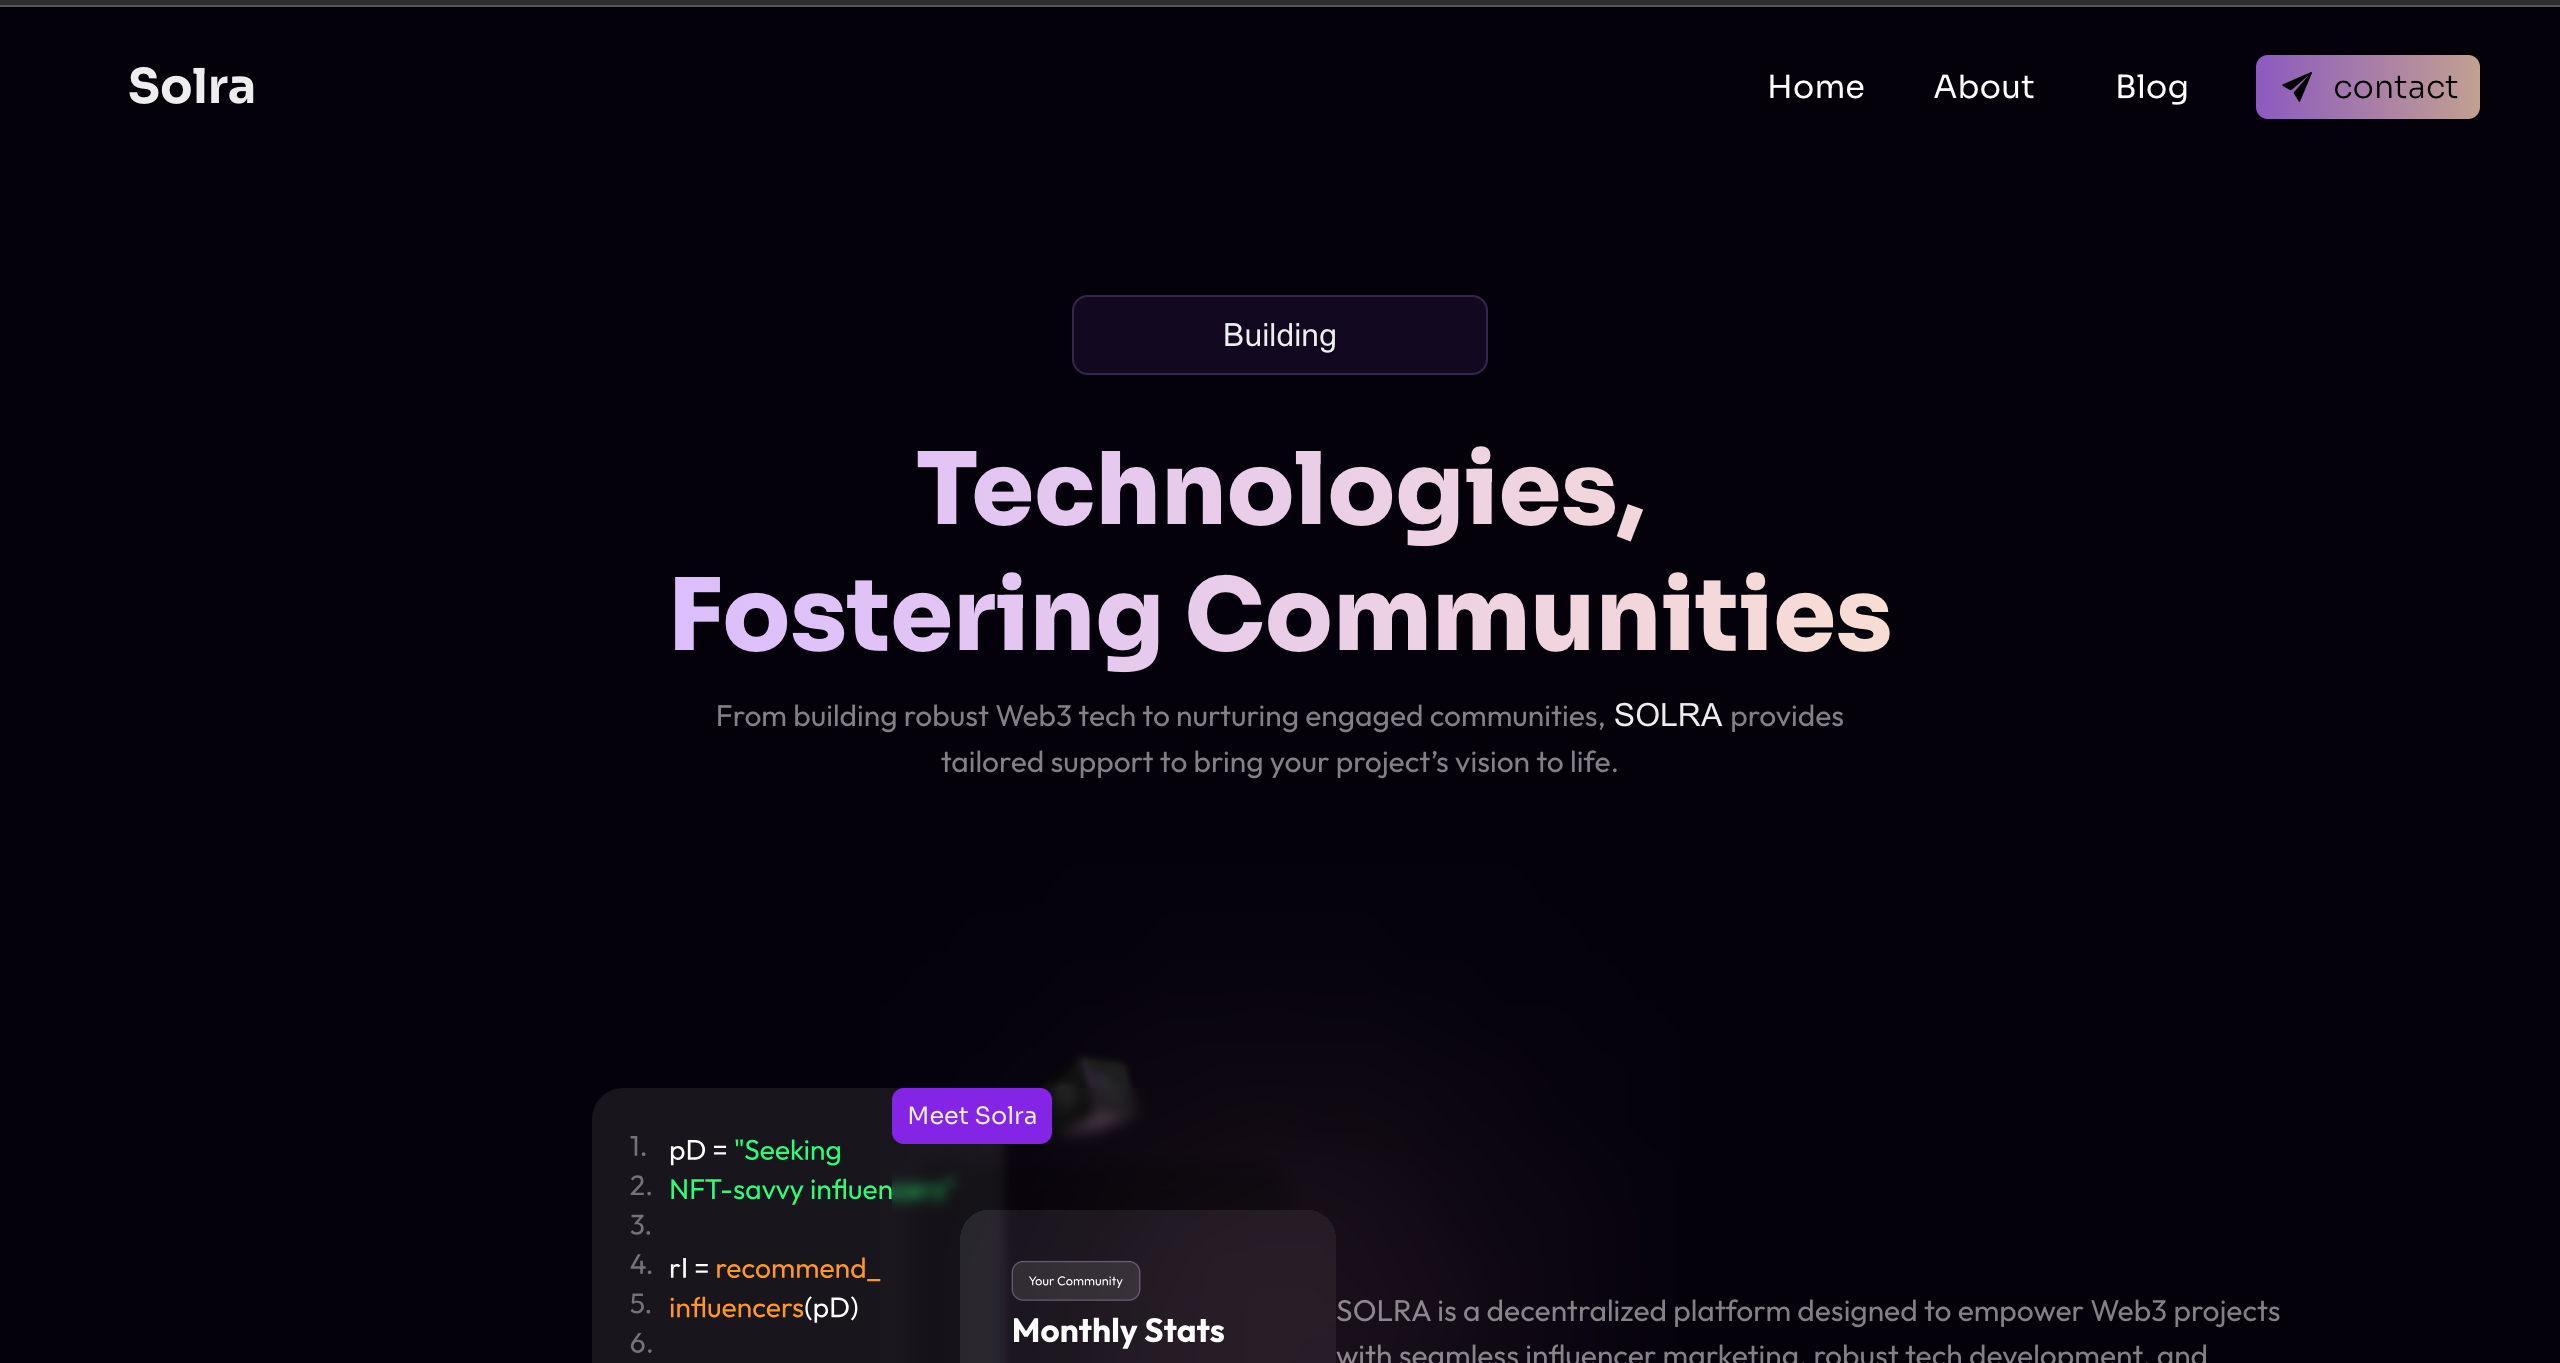 Solra
Home About Blog contact
Building
Technologies,
Fostering Communities
From building robust Web3 tech to nurturing engaged communities, SOLRA provides
tailored support to bring your project’s vision to life.
Meet Solra
1. pD = "Seeking
2. NFT-savvy influencers"
3.
4. rI = recommend_
5. influencers(pD)
6.
Your Community
Monthly Stats
SOLRA is a decentralized platform designed to empower Web3 projects
with seamless influencer marketing, robust tech development, and